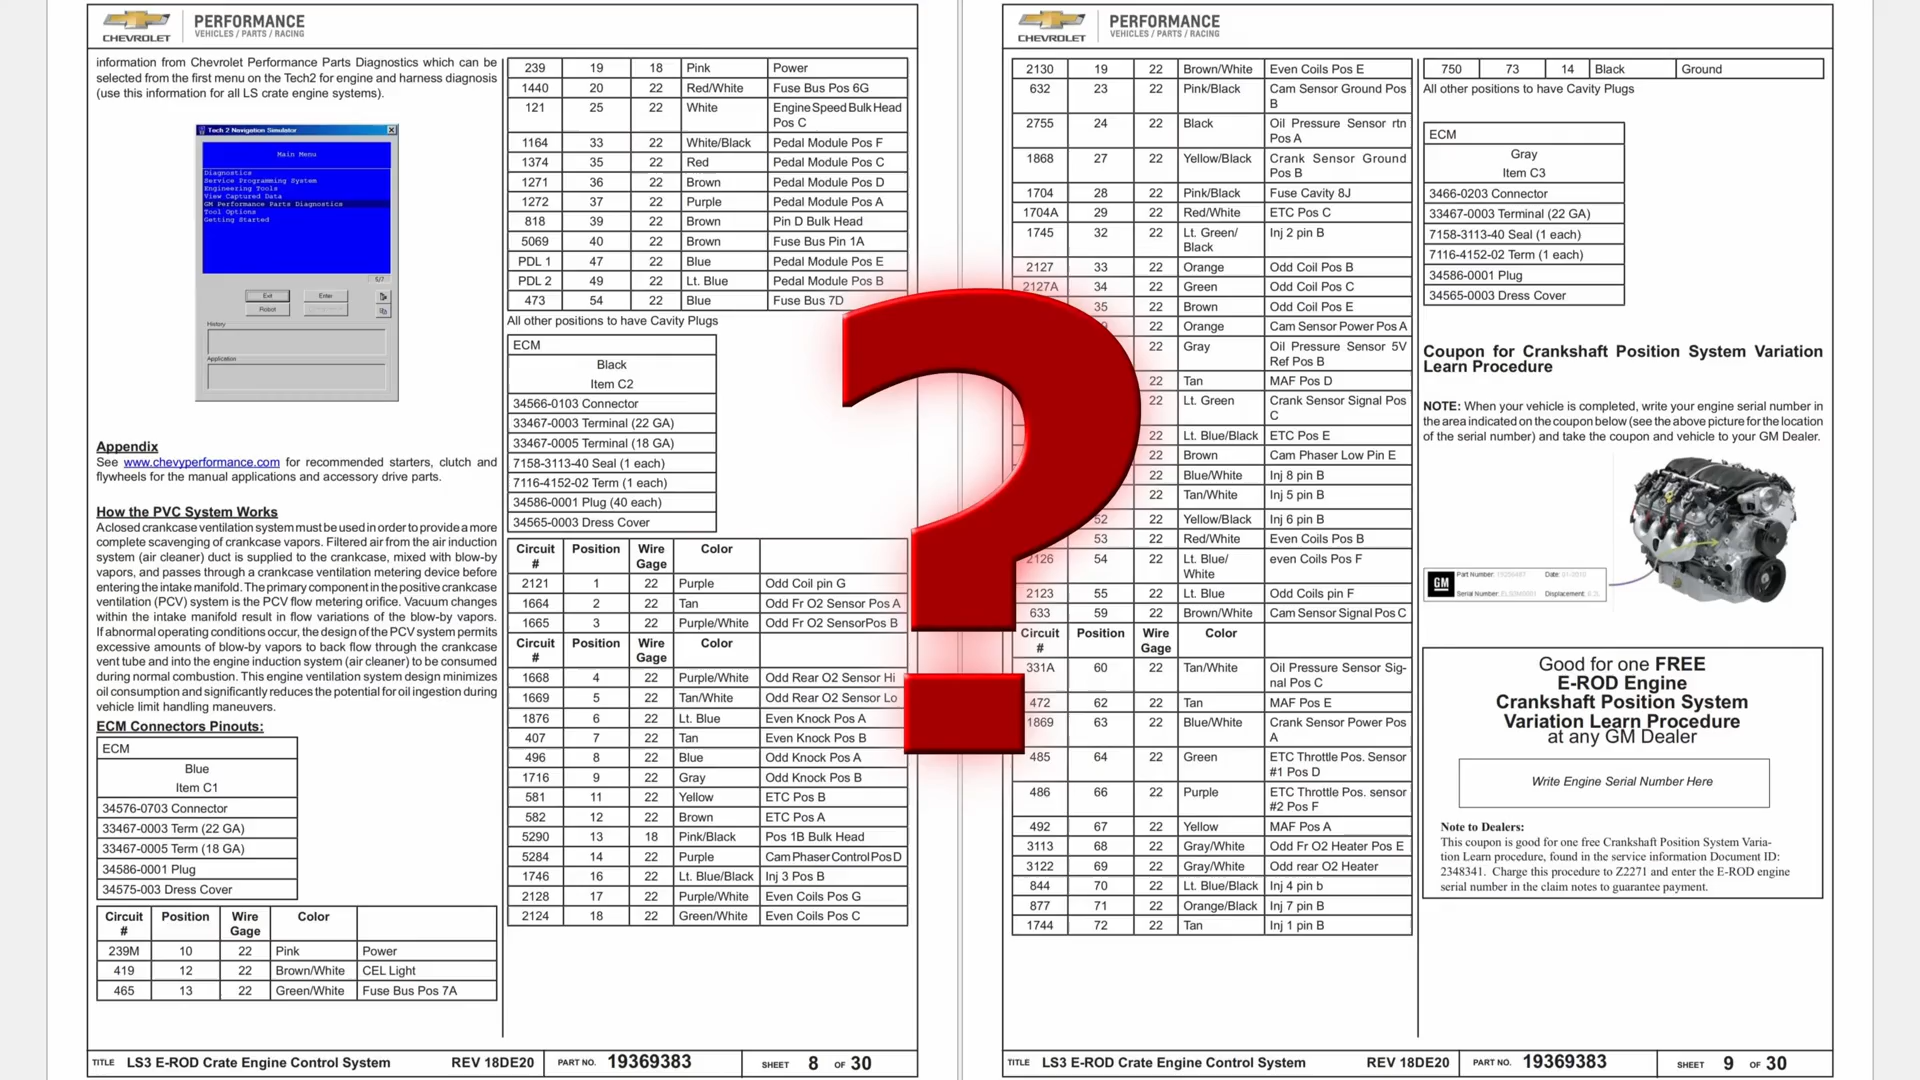 CHEVROLET
PERFORMANCE
VEHICLES / PARTS / RACING
information from Chevrolet Performance Parts Diagnostics which can be
selected from the first menu on the Tech2 for engine and harness diagnosis
(use this information for all LS crate engine systems).
Tech 2 Navigation Simulator
Main Menu
Diagnostics
Service Programming System
Engineering Tools
View Captured Data
GM Performance Parts Diagnostics
Tool Options
Getting Started
5/7
Exit Enter
Robot
History
Application
Appendix
See www.chevyperformance.com for recommended starters, clutch and
flywheels for the manual applications and accessory drive parts.
How the PVC System Works
A closed crankcase ventilation system must be used in order to provide a more
complete scavenging of crankcase vapors. Filtered air from the air induction
system (air cleaner) duct is supplied to the crankcase, mixed with blow-by
vapors, and passes through a crankcase ventilation metering device before
entering the intake manifold. The primary component in the positive crankcase
ventilation (PCV) system is the PCV flow metering orifice. Vacuum changes
within the intake manifold result in flow variations of the blow-by vapors.
If abnormal operating conditions occur, the design of the PCV system permits
excessive amounts of blow-by vapors to back flow through the crankcase
vent tube and into the engine induction system (air cleaner) to be consumed
during normal combustion. This engine ventilation system design minimizes
oil consumption and significantly reduces the potential for oil ingestion during
vehicle limit handling maneuvers.
ECM Connectors Pinouts:
ECM
Blue
Item C1
34576-0703 Connector
33467-0003 Term (22 GA)
33467-0005 Term (18 GA)
34586-0001 Plug
34575-003 Dress Cover
Circuit # Position Wire Gage Color
239M 10 22 Pink Power
419 12 22 Brown/White CEL Light
465 13 22 Green/White Fuse Bus Pos 7A
239 19 18 Pink Power
1440 20 22 Red/White Fuse Bus Pos 6G
121 25 22 White Engine Speed Bulk Head
Pos C
1164 33 22 White/Black Pedal Module Pos F
1374 35 22 Red Pedal Module Pos C
1271 36 22 Brown Pedal Module Pos D
1272 37 22 Purple Pedal Module Pos A
818 39 22 Brown Pin D Bulk Head
5069 40 22 Brown Fuse Bus Pin 1A
PDL 1 47 22 Blue Pedal Module Pos E
PDL 2 49 22 Lt. Blue Pedal Module Pos B
473 54 22 Blue Fuse Bus 7D
All other positions to have Cavity Plugs
ECM
Black
Item C2
34566-0103 Connector
33467-0003 Terminal (22 GA)
33467-0005 Terminal (18 GA)
7158-3113-40 Seal (1 each)
7116-4152-02 Term (1 each)
34586-0001 Plug (40 each)
34565-0003 Dress Cover
Circuit # Position Wire Gage Color
2121 1 22 Purple Odd Coil pin G
1664 2 22 Tan Odd Fr O2 Sensor Pos A
1665 3 22 Purple/White Odd Fr O2 SensorPos B
Circuit # Position Wire Gage Color
1668 4 22 Purple/White Odd Rear O2 Sensor Hi
1669 5 22 Tan/White Odd Rear O2 Sensor Lo
1876 6 22 Lt. Blue Even Knock Pos A
407 7 22 Tan Even Knock Pos B
496 8 22 Blue Odd Knock Pos A
1716 9 22 Gray Odd Knock Pos B
581 11 22 Yellow ETC Pos B
582 12 22 Brown ETC Pos A
5290 13 18 Pink/Black Pos 1B Bulk Head
5284 14 22 Purple Cam Phaser Control Pos D
1746 16 22 Lt. Blue/Black Inj 3 Pos B
2128 17 22 Purple/White Even Coils Pos G
2124 18 22 Green/White Even Coils Pos C
TITLE LS3 E-ROD Crate Engine Control System REV 18DE20 PART NO. 19369383 SHEET 8 OF 30
?
CHEVROLET
PERFORMANCE
VEHICLES / PARTS / RACING
2130 19 22 Brown/White Even Coils Pos E
632 23 22 Pink/Black Cam Sensor Ground Pos
B
2755 24 22 Black Oil Pressure Sensor rtn
Pos A
1868 27 22 Yellow/Black Crank Sensor Ground
Pos B
1704 28 22 Pink/Black Fuse Cavity 8J
1704A 29 22 Red/White ETC Pos C
1745 32 22 Lt. Green/ Inj 2 pin B
Black
2127 33 22 Orange Odd Coil Pos B
2127A 34 22 Green Odd Coil Pos C
35 22 Brown Odd Coil Pos E
22 Orange Cam Sensor Power Pos A
22 Gray Oil Pressure Sensor 5V
Ref Pos B
22 Tan MAF Pos D
22 Lt. Green Crank Sensor Signal Pos
C
22 Lt. Blue/Black ETC Pos E
22 Brown Cam Phaser Low Pin E
22 Blue/White Inj 8 pin B
22 Tan/White Inj 5 pin B
52 22 Yellow/Black Inj 6 pin B
53 22 Red/White Even Coils Pos B
2126 54 22 Lt. Blue/ even Coils Pos F
White
2123 55 22 Lt. Blue Odd Coils pin F
633 59 22 Brown/White Cam Sensor Signal Pos C
Circuit # Position Wire Gage Color
331A 60 22 Tan/White Oil Pressure Sensor Sig-
nal Pos C
472 62 22 Tan MAF Pos E
1869 63 22 Blue/White Crank Sensor Power Pos
A
485 64 22 Green ETC Throttle Pos. Sensor
#1 Pos D
486 66 22 Purple ETC Throttle Pos. sensor
#2 Pos F
492 67 22 Yellow MAF Pos A
3113 68 22 Gray/White Odd Fr O2 Heater Pos E
3122 69 22 Gray/White Odd rear O2 Heater
844 70 22 Lt. Blue/Black Inj 4 pin b
877 71 22 Orange/Black Inj 7 pin B
1744 72 22 Tan Inj 1 pin B
750 73 14 Black Ground
All other positions to have Cavity Plugs
ECM
Gray
Item C3
3466-0203 Connector
33467-0003 Terminal (22 GA)
7158-3113-40 Seal (1 each)
7116-4152-02 Term (1 each)
34586-0001 Plug
34565-0003 Dress Cover
Coupon for Crankshaft Position System Variation
Learn Procedure
NOTE: When your vehicle is completed, write your engine serial number in
the area indicated on the coupon below (see the above picture for the location
of the serial number) and take the coupon and vehicle to your GM Dealer.
GM
Part Number: Date:
Serial Number: Displacement:
Good for one FREE
E-ROD Engine
Crankshaft Position System
Variation Learn Procedure
at any GM Dealer
Write Engine Serial Number Here
Note to Dealers:
This coupon is good for one free Crankshaft Position System Varia-
tion Learn procedure, found in the service information Document ID:
2348341. Charge this procedure to Z2271 and enter the E-ROD engine
serial number in the claim notes to guarantee payment.
TITLE LS3 E-ROD Crate Engine Control System REV 18DE20 PART NO. 19369383 SHEET 9 OF 30